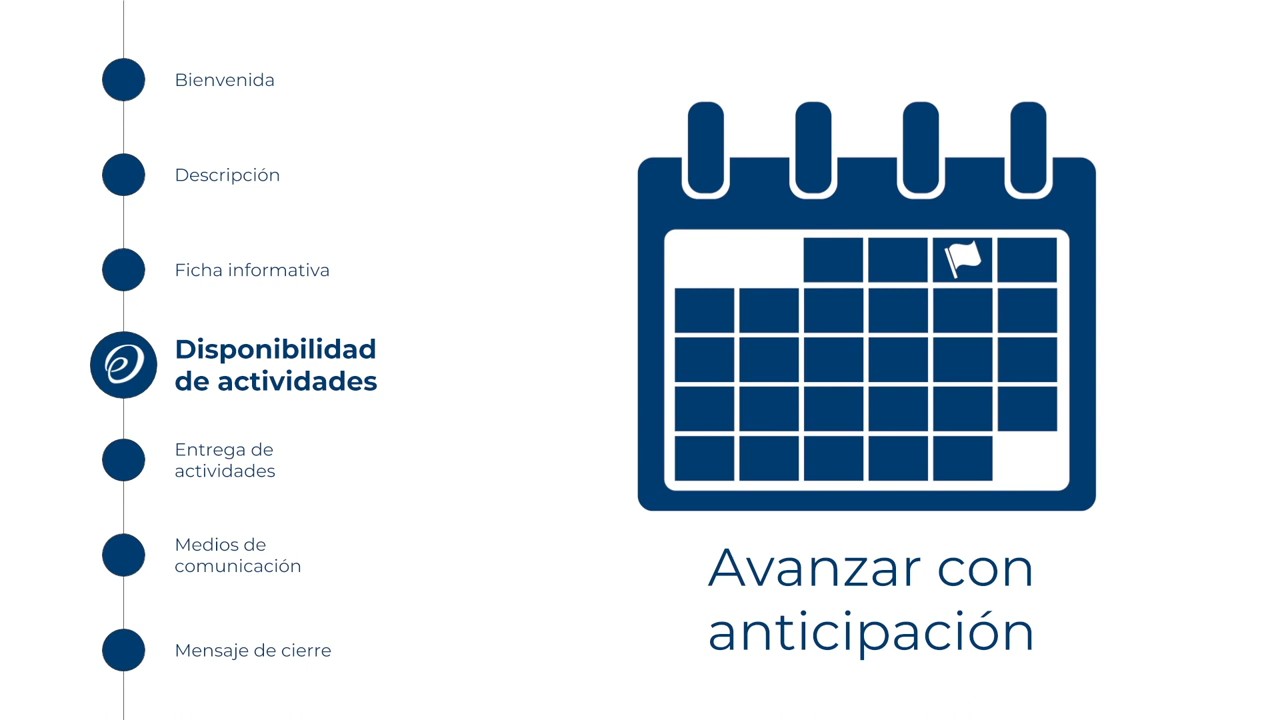 Bienvenida
Descripción
Ficha informativa
Disponibilidad
de actividades
Entrega de
actividades
Medios de
comunicación
Mensaje de cierre
Avanzar con
anticipación